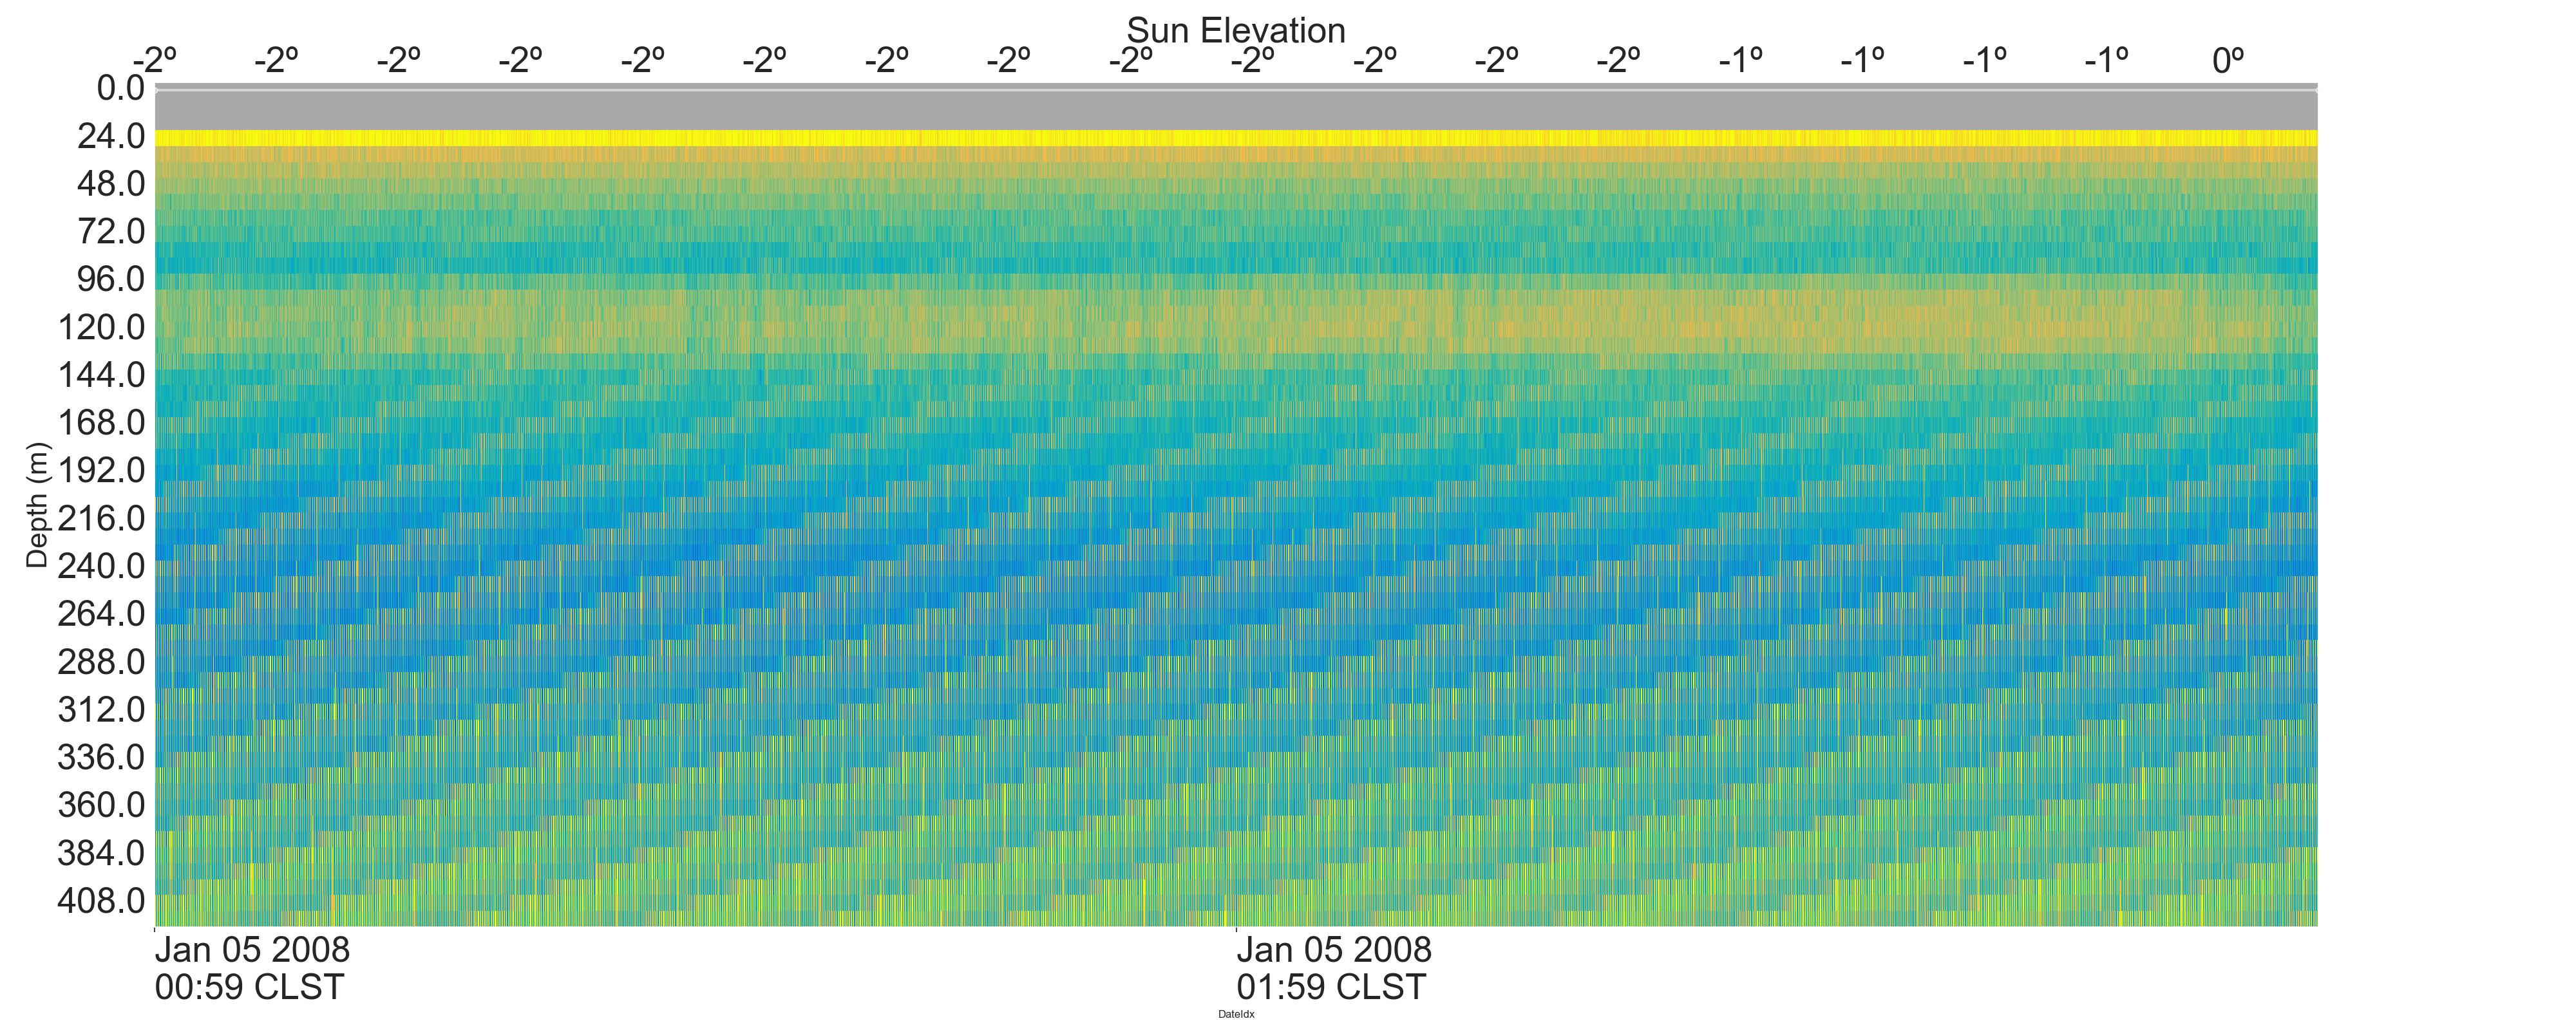 Sun Elevation
-2º -2º -2º -2º -2º -2º -2º -2º -2º -2º -2º -2º -2º -1º -1º -1º -1º 0º
0.0
24.0
48.0
72.0
96.0
120.0
144.0
168.0
192.0
216.0
240.0
264.0
288.0
312.0
336.0
360.0
384.0
408.0
Depth (m)
Jan 05 2008
00:59 CLST
Jan 05 2008
01:59 CLST
DateIdx